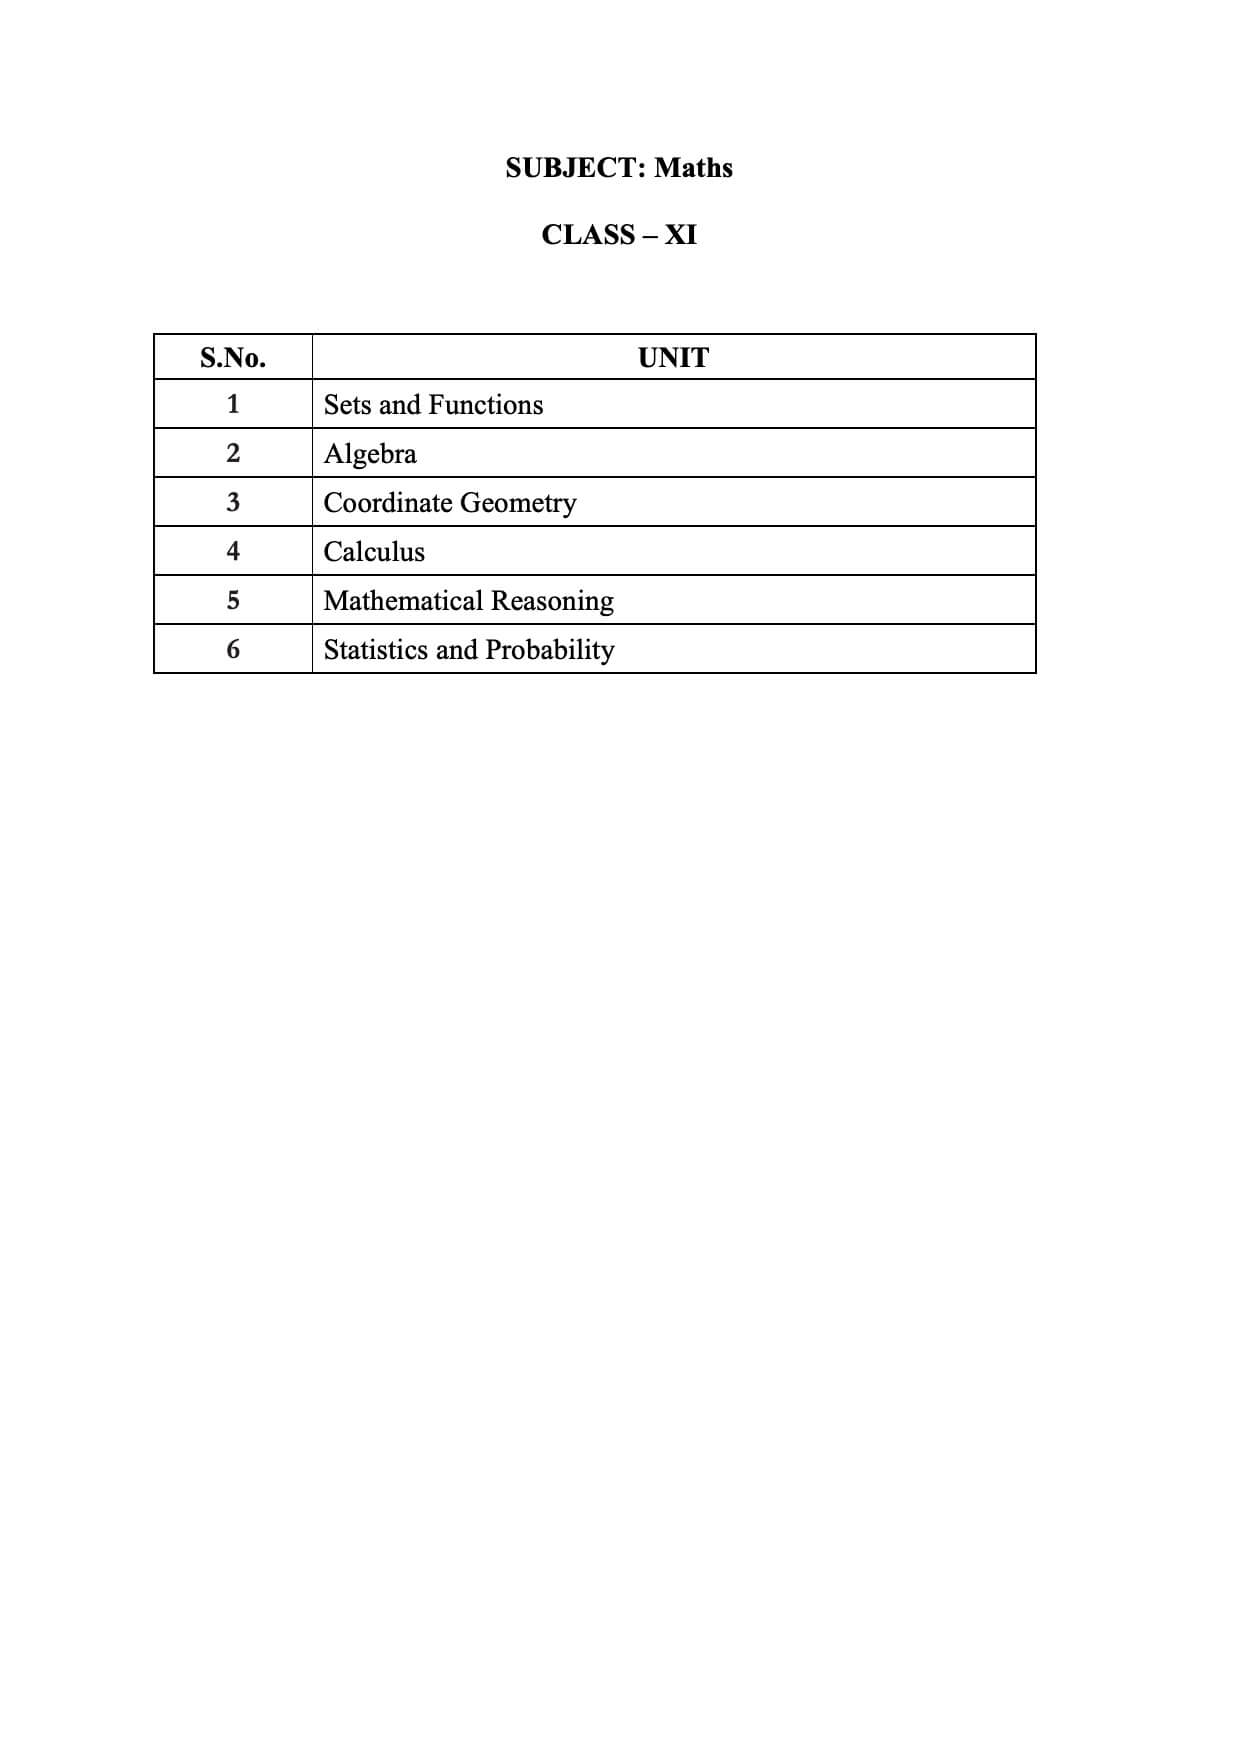 SUBJECT: Maths
CLASS – XI
S.No. UNIT
1 Sets and Functions
2 Algebra
3 Coordinate Geometry
4 Calculus
5 Mathematical Reasoning
6 Statistics and Probability